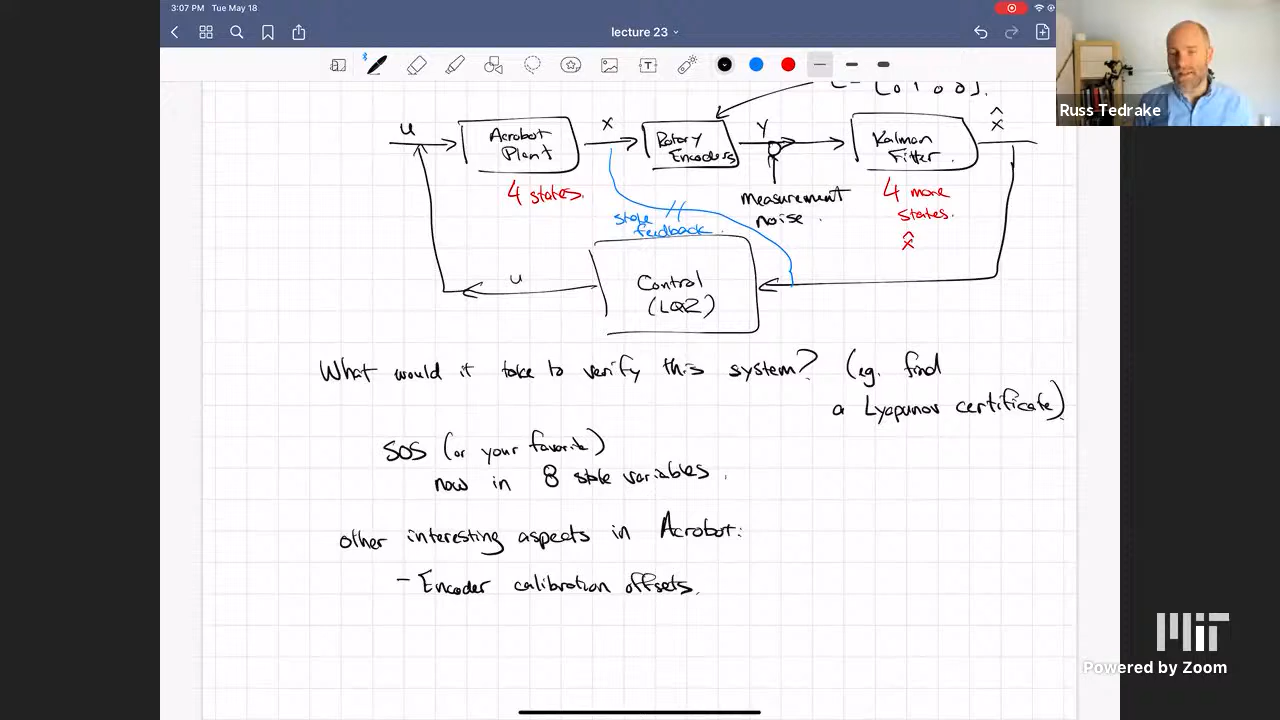 3:07 PM Tue May 18
lecture 23
Russ Tedrake
u
Acrobot
Plant
x
Rotary
Encoders
y
Kalman
Filter
x̂
4 states.
measurement
noise.
4 more
states.
x̂
state
feedback.
u
Control
(LQR)
What would it take to verify this system? (eg. find
a Lyapunov certificate)
SOS (or your favorite)
now in 8 state variables.
other interesting aspects in Acrobot:
- Encoder calibration offsets.
MIT
Powered by Zoom